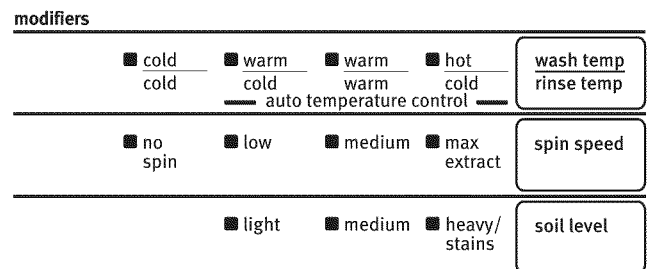 modifiers
cold warm warm hot wash temp
cold cold warm cold rinse temp
auto temperature control
no spin low medium max extract spin speed
light medium heavy/ stains soil level